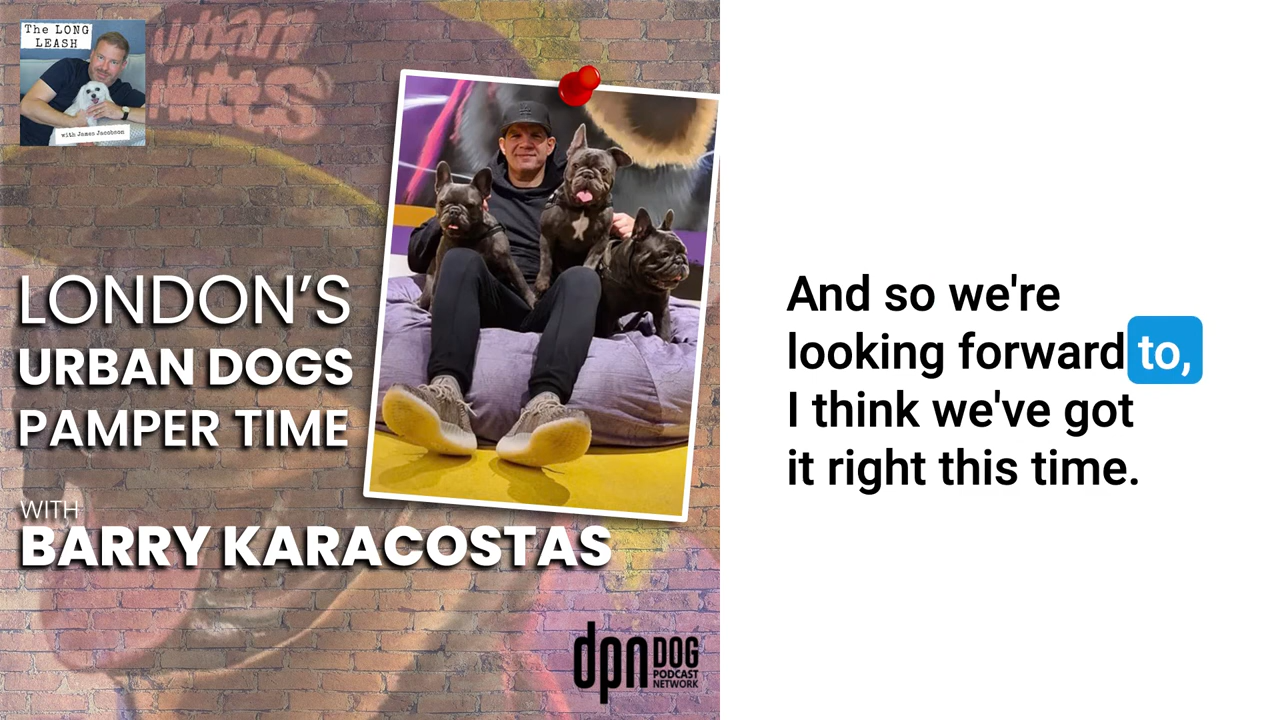 The LONG
LEASH
with James Jacobson
Urban
LONDON'S
URBAN DOGS
PAMPER TIME
WITH
BARRY KARACOSTAS
dpn DOG
PODCAST
NETWORK
And so we're
looking forward to,
I think we've got
it right this time.